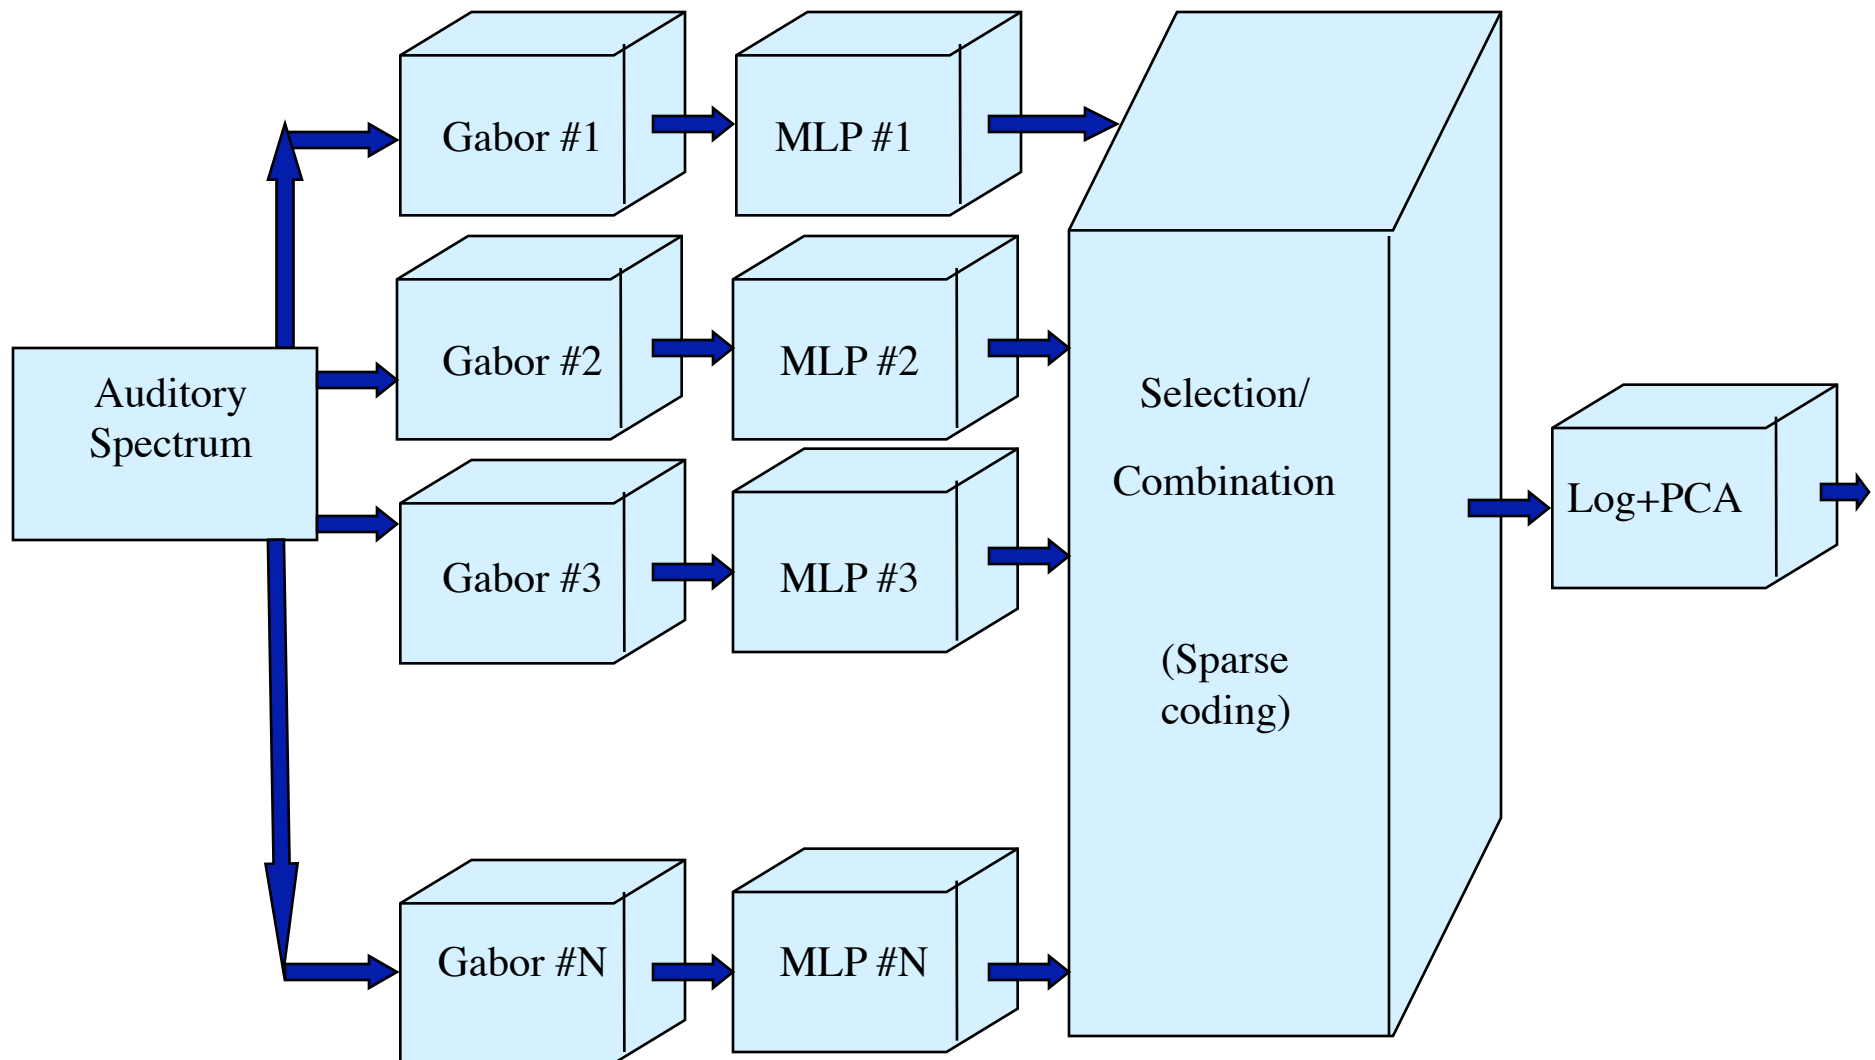 Gabor #1
MLP #1
Gabor #2
MLP #2
Auditory
Spectrum
Selection/
Combination
(Sparse
coding)
Log+PCA
Gabor #3
MLP #3
Gabor #N
MLP #N